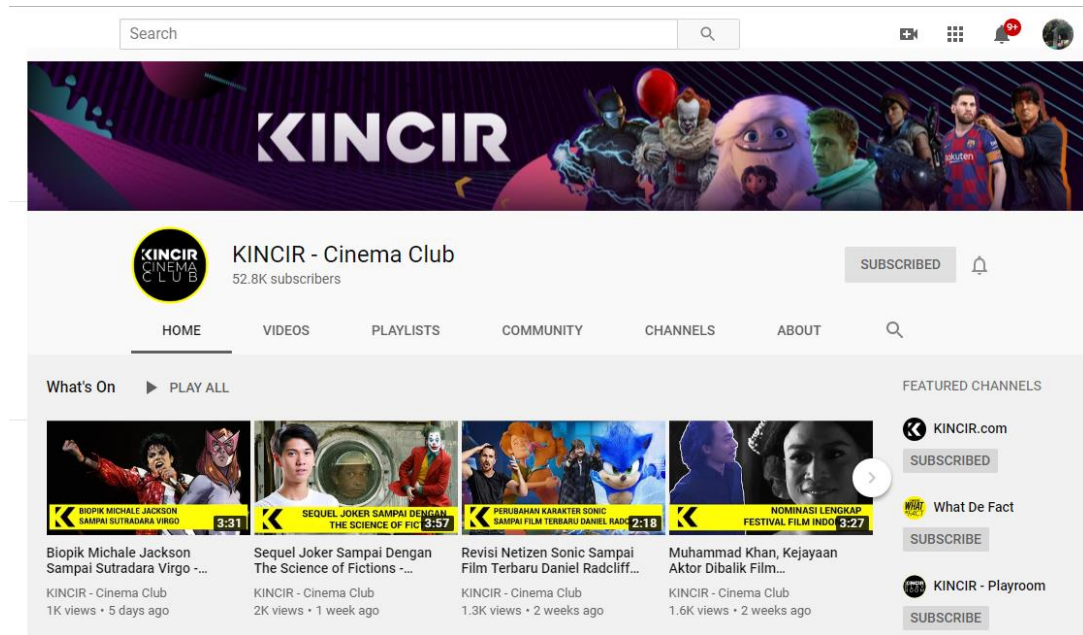 Search
9+
KINCIR
Rakuten
KINCIR
CINEMA
CLUB
KINCIR - Cinema Club
52.8K subscribers
SUBSCRIBED
HOME VIDEOS PLAYLISTS COMMUNITY CHANNELS ABOUT
What's On PLAY ALL
BIOPIK MICHALE JACKSON
SAMPAI SUTRADARA VIRGO
3:31
SEQUEL JOKER SAMPAI DENGAN
THE SCIENCE OF FIC
3:57
PERUBAHAN KARAKTER SONIC
SAMPAI FILM TERBARU DANIEL RADC
2:18
NOMINASI LENGKAP
FESTIVAL FILM INDO
3:27
Biopik Michale Jackson
Sampai Sutradara Virgo -...
KINCIR - Cinema Club
1K views • 5 days ago
Sequel Joker Sampai Dengan
The Science of Fictions -...
KINCIR - Cinema Club
2K views • 1 week ago
Revisi Netizen Sonic Sampai
Film Terbaru Daniel Radcliff...
KINCIR - Cinema Club
1.3K views • 2 weeks ago
Muhammad Khan, Kejayaan
Aktor Dibalik Film...
KINCIR - Cinema Club
1.6K views • 2 weeks ago
FEATURED CHANNELS
KINCIR.com
SUBSCRIBED
WHAT
What De Fact
SUBSCRIBE
KINCIR - Playroom
SUBSCRIBE